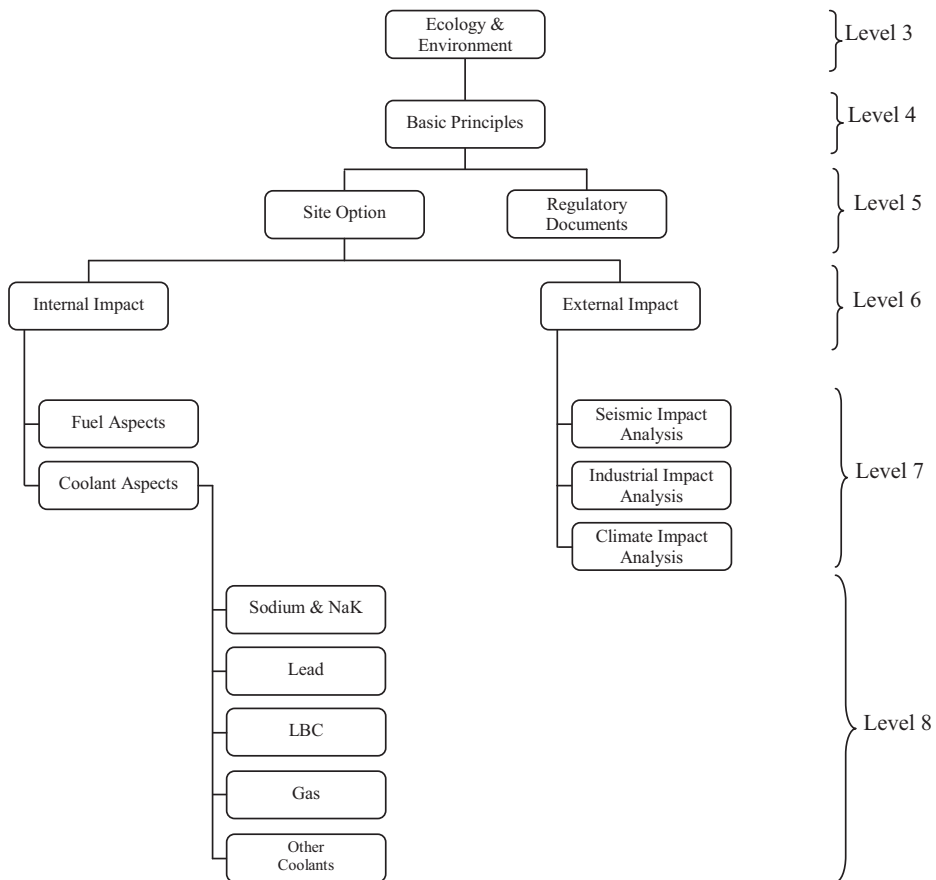 Ecology &
Environment
Level 3
Basic Principles
Level 4
Site Option
Regulatory
Documents
Level 5
Internal Impact
External Impact
Level 6
Fuel Aspects
Seismic Impact
Analysis
Coolant Aspects
Industrial Impact
Analysis
Level 7
Climate Impact
Analysis
Sodium & NaK
Lead
LBC
Level 8
Gas
Other
Coolants